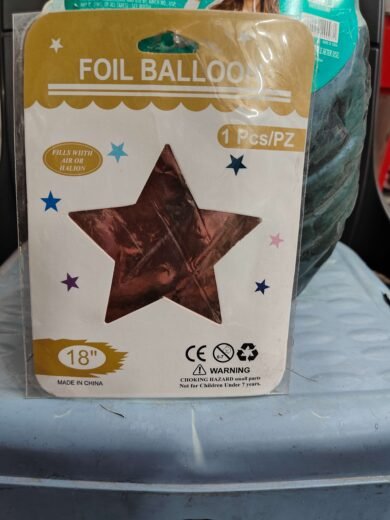 FOIL BALLOO
1 Pcs/PZ
FILLS WHTH
AIR OR
HALION
18"
MADE IN CHINA
CE
WARNING
CHOKING HAZARD small parts
Not for Children Under 7 years.